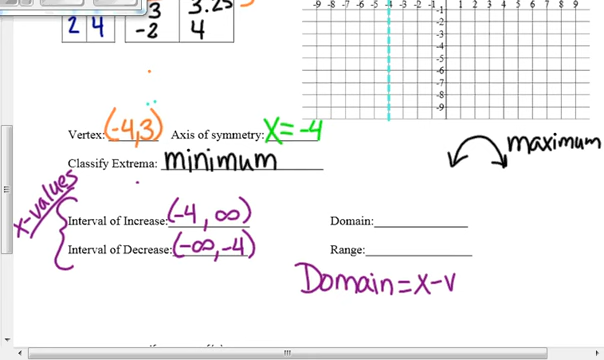 3 3.25
2 4 -2 4
-9 -8 -7 -6 -5 -4 -3 -2 -1 1 2 3 4 5 6 7 8 9
-1
-2
-3
-4
-5
-6
-7
-8
-9
Vertex: (-4,3) Axis of symmetry: X = -4
maximum
Classify Extrema: minimum
x-values
Interval of Increase: (-4, ∞) Domain:
Interval of Decrease: (-∞, -4) Range:
Domain = X-v